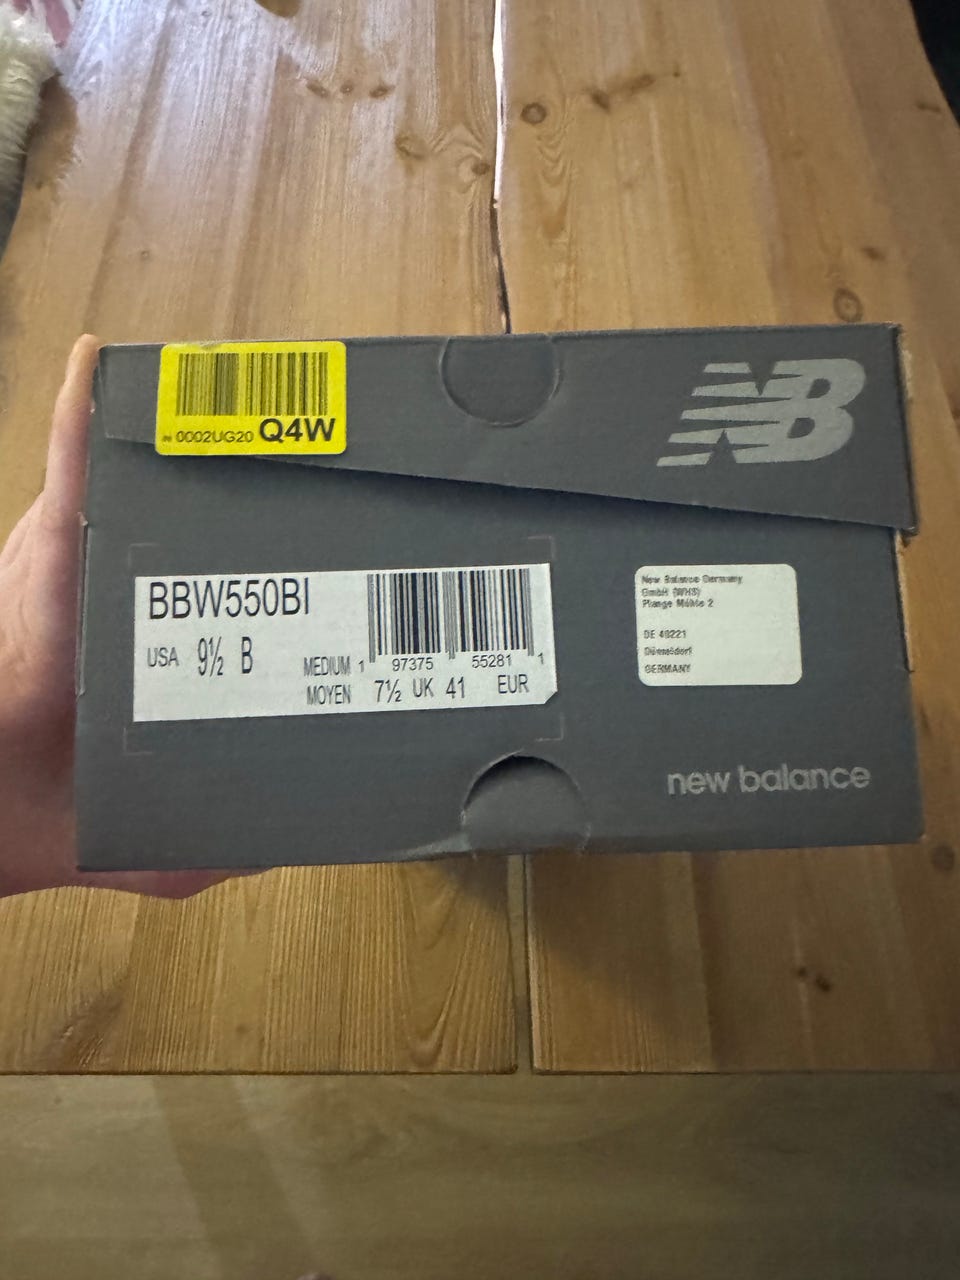 N 0002UG20 Q4W
NB
BBW550BI
USA 9½ B
MEDIUM 1 97375 55281 1
MOYEN 7½ UK 41 EUR
New Balance Germany
GmbH (WHS)
Plange Mühle 2
DE 40221
Düsseldorf
GERMANY
new balance